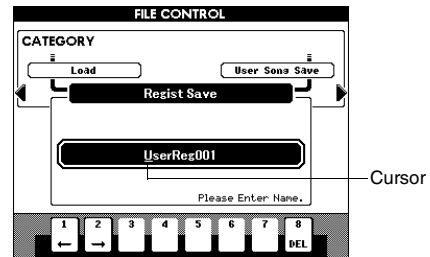 FILE CONTROL
CATEGORY
Load
User Song Save
Regist Save
UserReg001
Cursor
Please Enter Name.
1 2 3 4 5 6 7 8
← → DEL